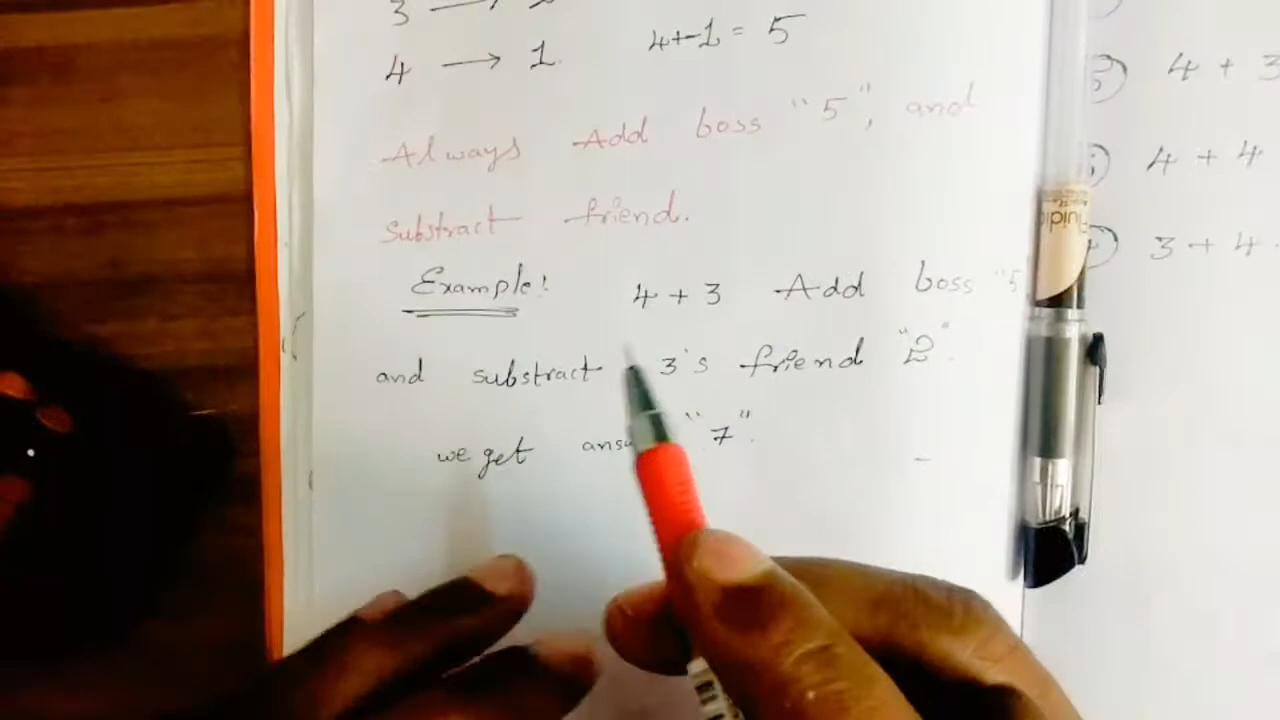 3 →
4 → 1 4+1 = 5
Always Add boss "5", and
substract friend.
Example! 4 + 3 Add boss "5
and substract 3's friend "2".
we get "7".
4 + 3
4 + 4
3 + 4